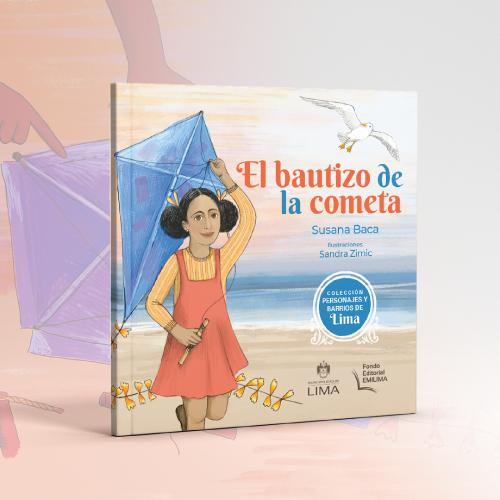 El bautizo de
la cometa
Susana Baca
Ilustraciones
Sandra Zimic
COLECCIÓN
PERSONAJES Y
BARRIOS DE
Lima
LIMA
Fondo
Editorial
EMILIMA